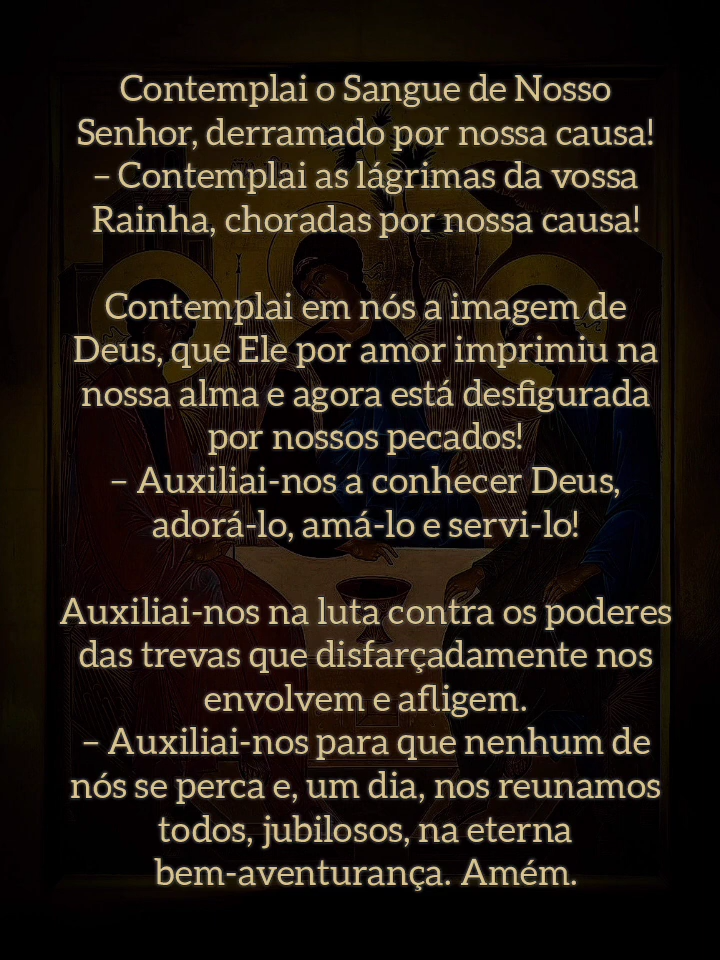 Contemplai o Sangue de Nosso
Senhor, derramado por nossa causa!
– Contemplai as lágrimas da vossa
Rainha, choradas por nossa causa!
Contemplai em nós a imagem de
Deus, que Ele por amor imprimiu na
nossa alma e agora está desfigurada
por nossos pecados!
– Auxiliai-nos a conhecer Deus,
adorá-lo, amá-lo e servi-lo!
Auxiliai-nos na luta contra os poderes
das trevas que disfarçadamente nos
envolvem e afligem.
– Auxiliai-nos para que nenhum de
nós se perca e, um dia, nos reunamos
todos, jubilosos, na eterna
bem-aventurança. Amém.